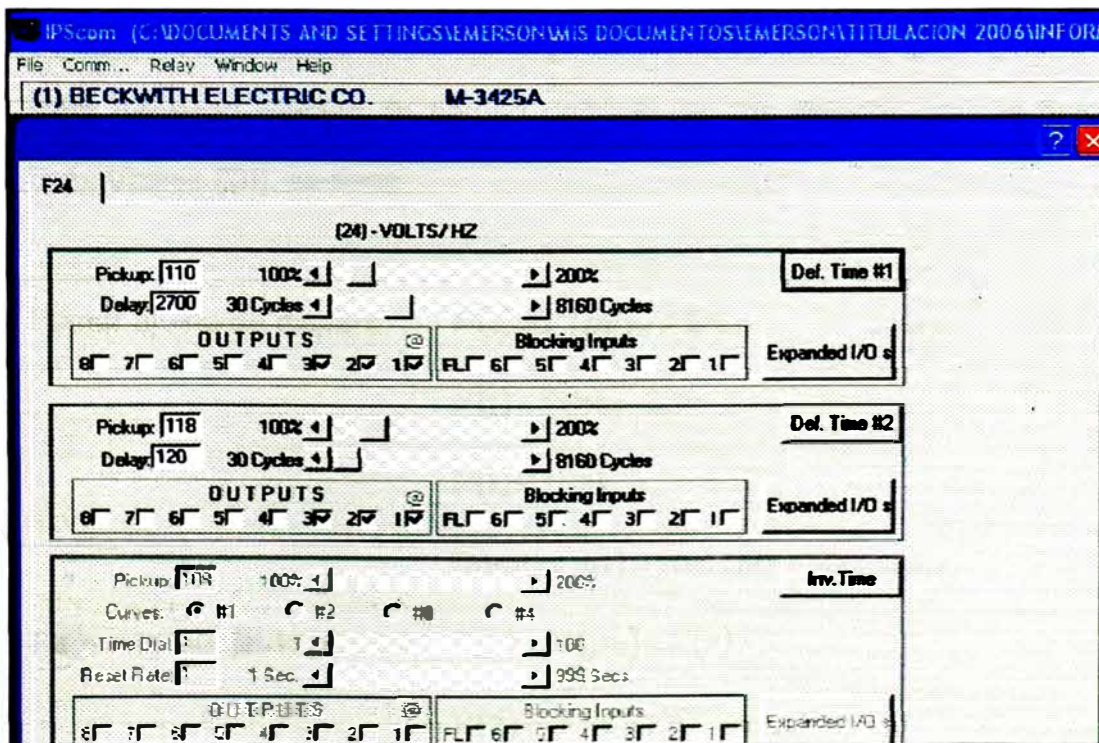 IPScom (C:\DOCUMENTS AND SETTINGS\EMERSON\MIS DOCUMENTOS\EMERSON\TITULACION 2006\INFOR
File Comm... Relay Window Help
(1) BECKWITH ELECTRIC CO. M-3425A
? X
F24
(24) - VOLTS/HZ
Pickup: 110 100% 200% Def. Time #1
Delay: 2700 30 Cycles 8160 Cycles
OUTPUTS @ Blocking Inputs Expanded I/O s
8 7 6 5 4 3 2 1 FL 6 5 4 3 2 1
Pickup: 118 100% 200% Def. Time #2
Delay: 120 30 Cycles 8160 Cycles
OUTPUTS @ Blocking Inputs Expanded I/O s
8 7 6 5 4 3 2 1 FL 6 5 4 3 2 1
Pickup: 108 100% 200% Inv. Time
Curves: #1 #2 #3 #4
Time Dial: 1 1 100
Reset Rate: 1 1 Sec. 999 Secs.
OUTPUTS @ Blocking Inputs Expanded I/O s
8 7 6 5 4 3 2 1 FL 6 5 4 3 2 1